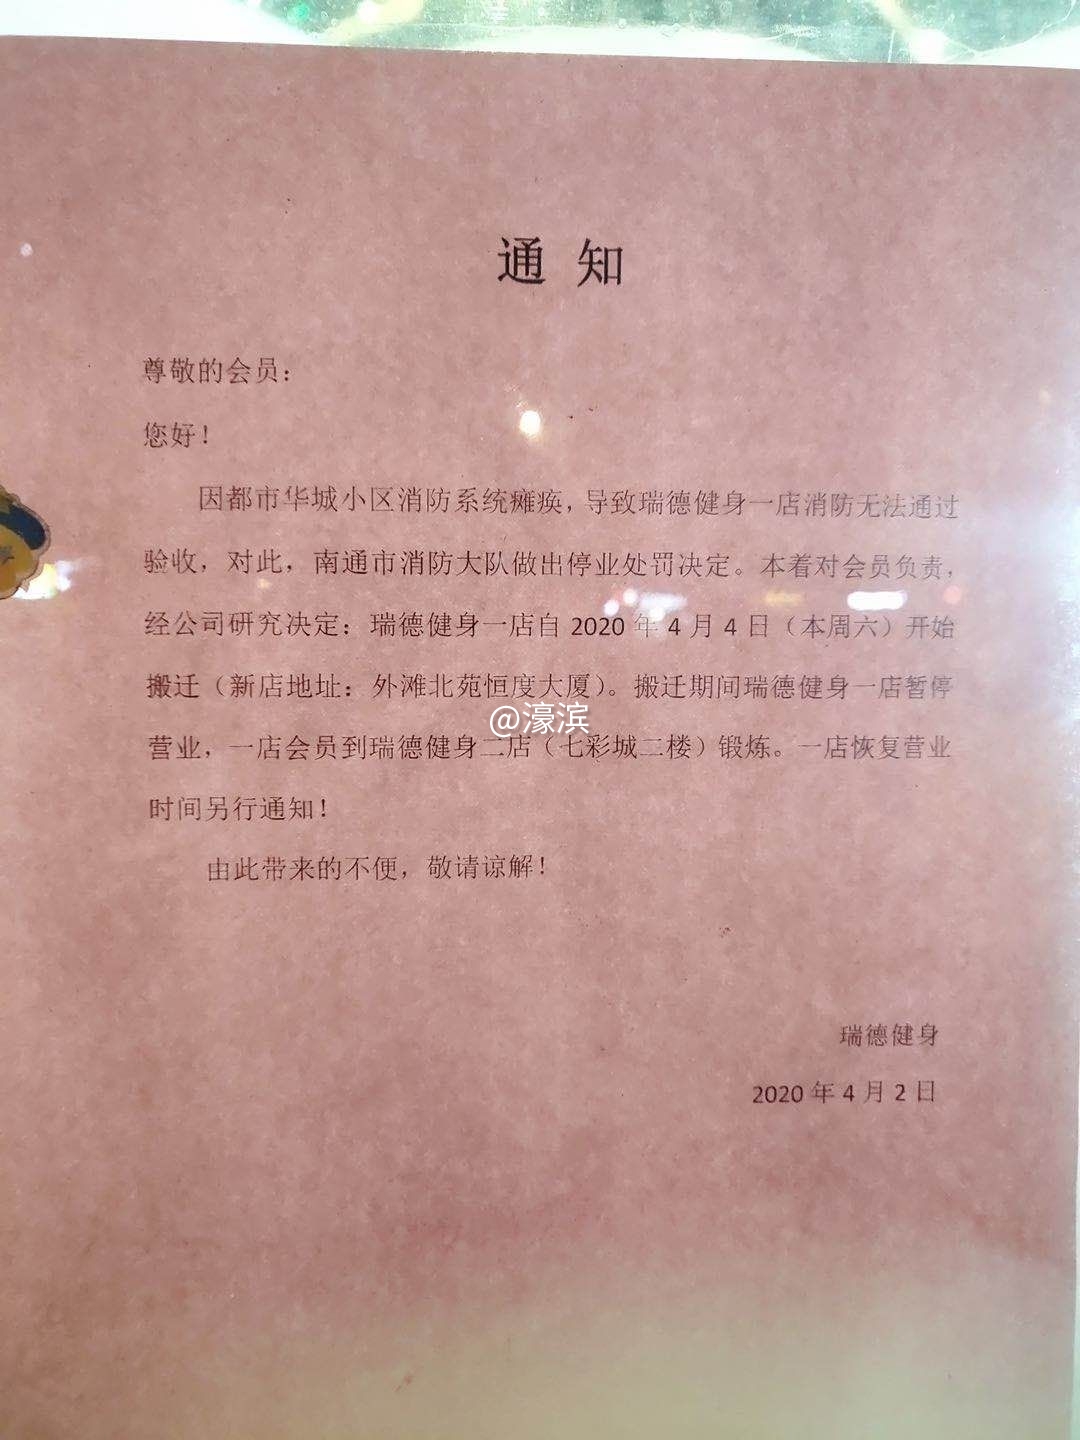 通 知
尊敬的会员：
您好！
因都市华城小区消防系统瘫痪，导致瑞德健身一店消防无法通过
验收，对此，南通市消防大队做出停业处罚决定。本着对会员负责，
经公司研究决定：瑞德健身一店自 2020 年 4 月 4 日（本周六）开始
搬迁（新店地址：外滩北苑恒度大厦）。搬迁期间瑞德健身一店暂停
@濠滨
营业，一店会员到瑞德健身二店（七彩城二楼）锻炼。一店恢复营业
时间另行通知！
由此带来的不便，敬请谅解！
瑞德健身
2020 年 4 月 2 日